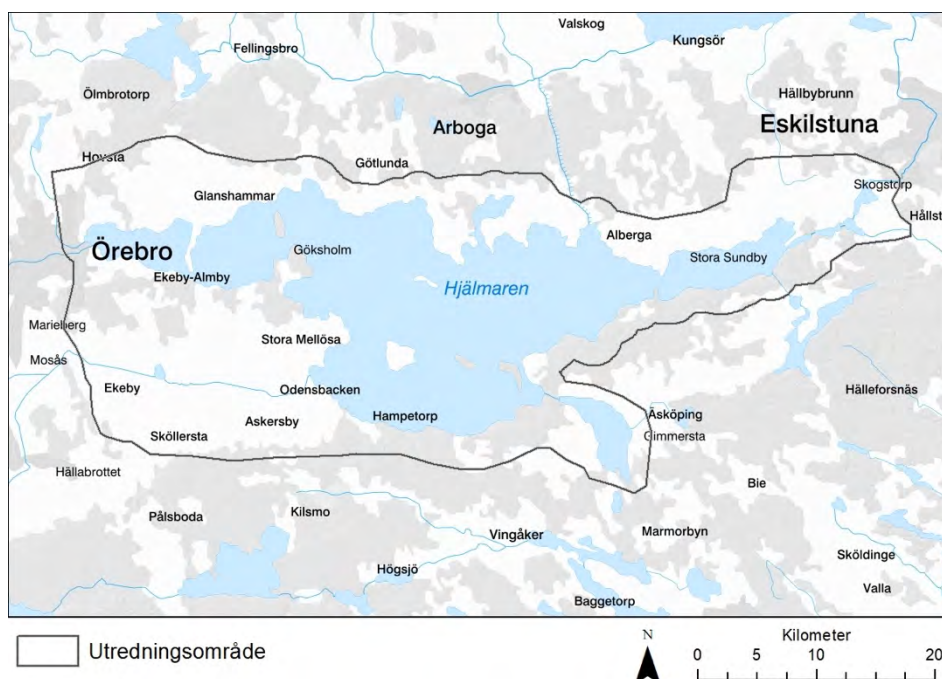 Valskog
Kungsör
Fellingsbro
Ölmbrotorp
Hällbybrunn
Arboga
Eskilstuna
Hovsta
Götlunda
Skogstorp
Glanshammar
Hållst
Alberga
Örebro
Göksholm
Stora Sundby
Ekeby-Almby
Hjälmaren
Marieberg
Stora Mellösa
Mosås
Ekeby
Odensbacken
Hälleforsnäs
Hampetorp
Äsköping
Askersby
Sköllersta
Gimmersta
Hällabrottet
Bie
Kilsmo
Pålsboda
Vingåker
Marmorbyn
Sköldinge
Högsjö
Valla
Baggetorp
Utredningsområde
N
Kilometer
0 5 10 20